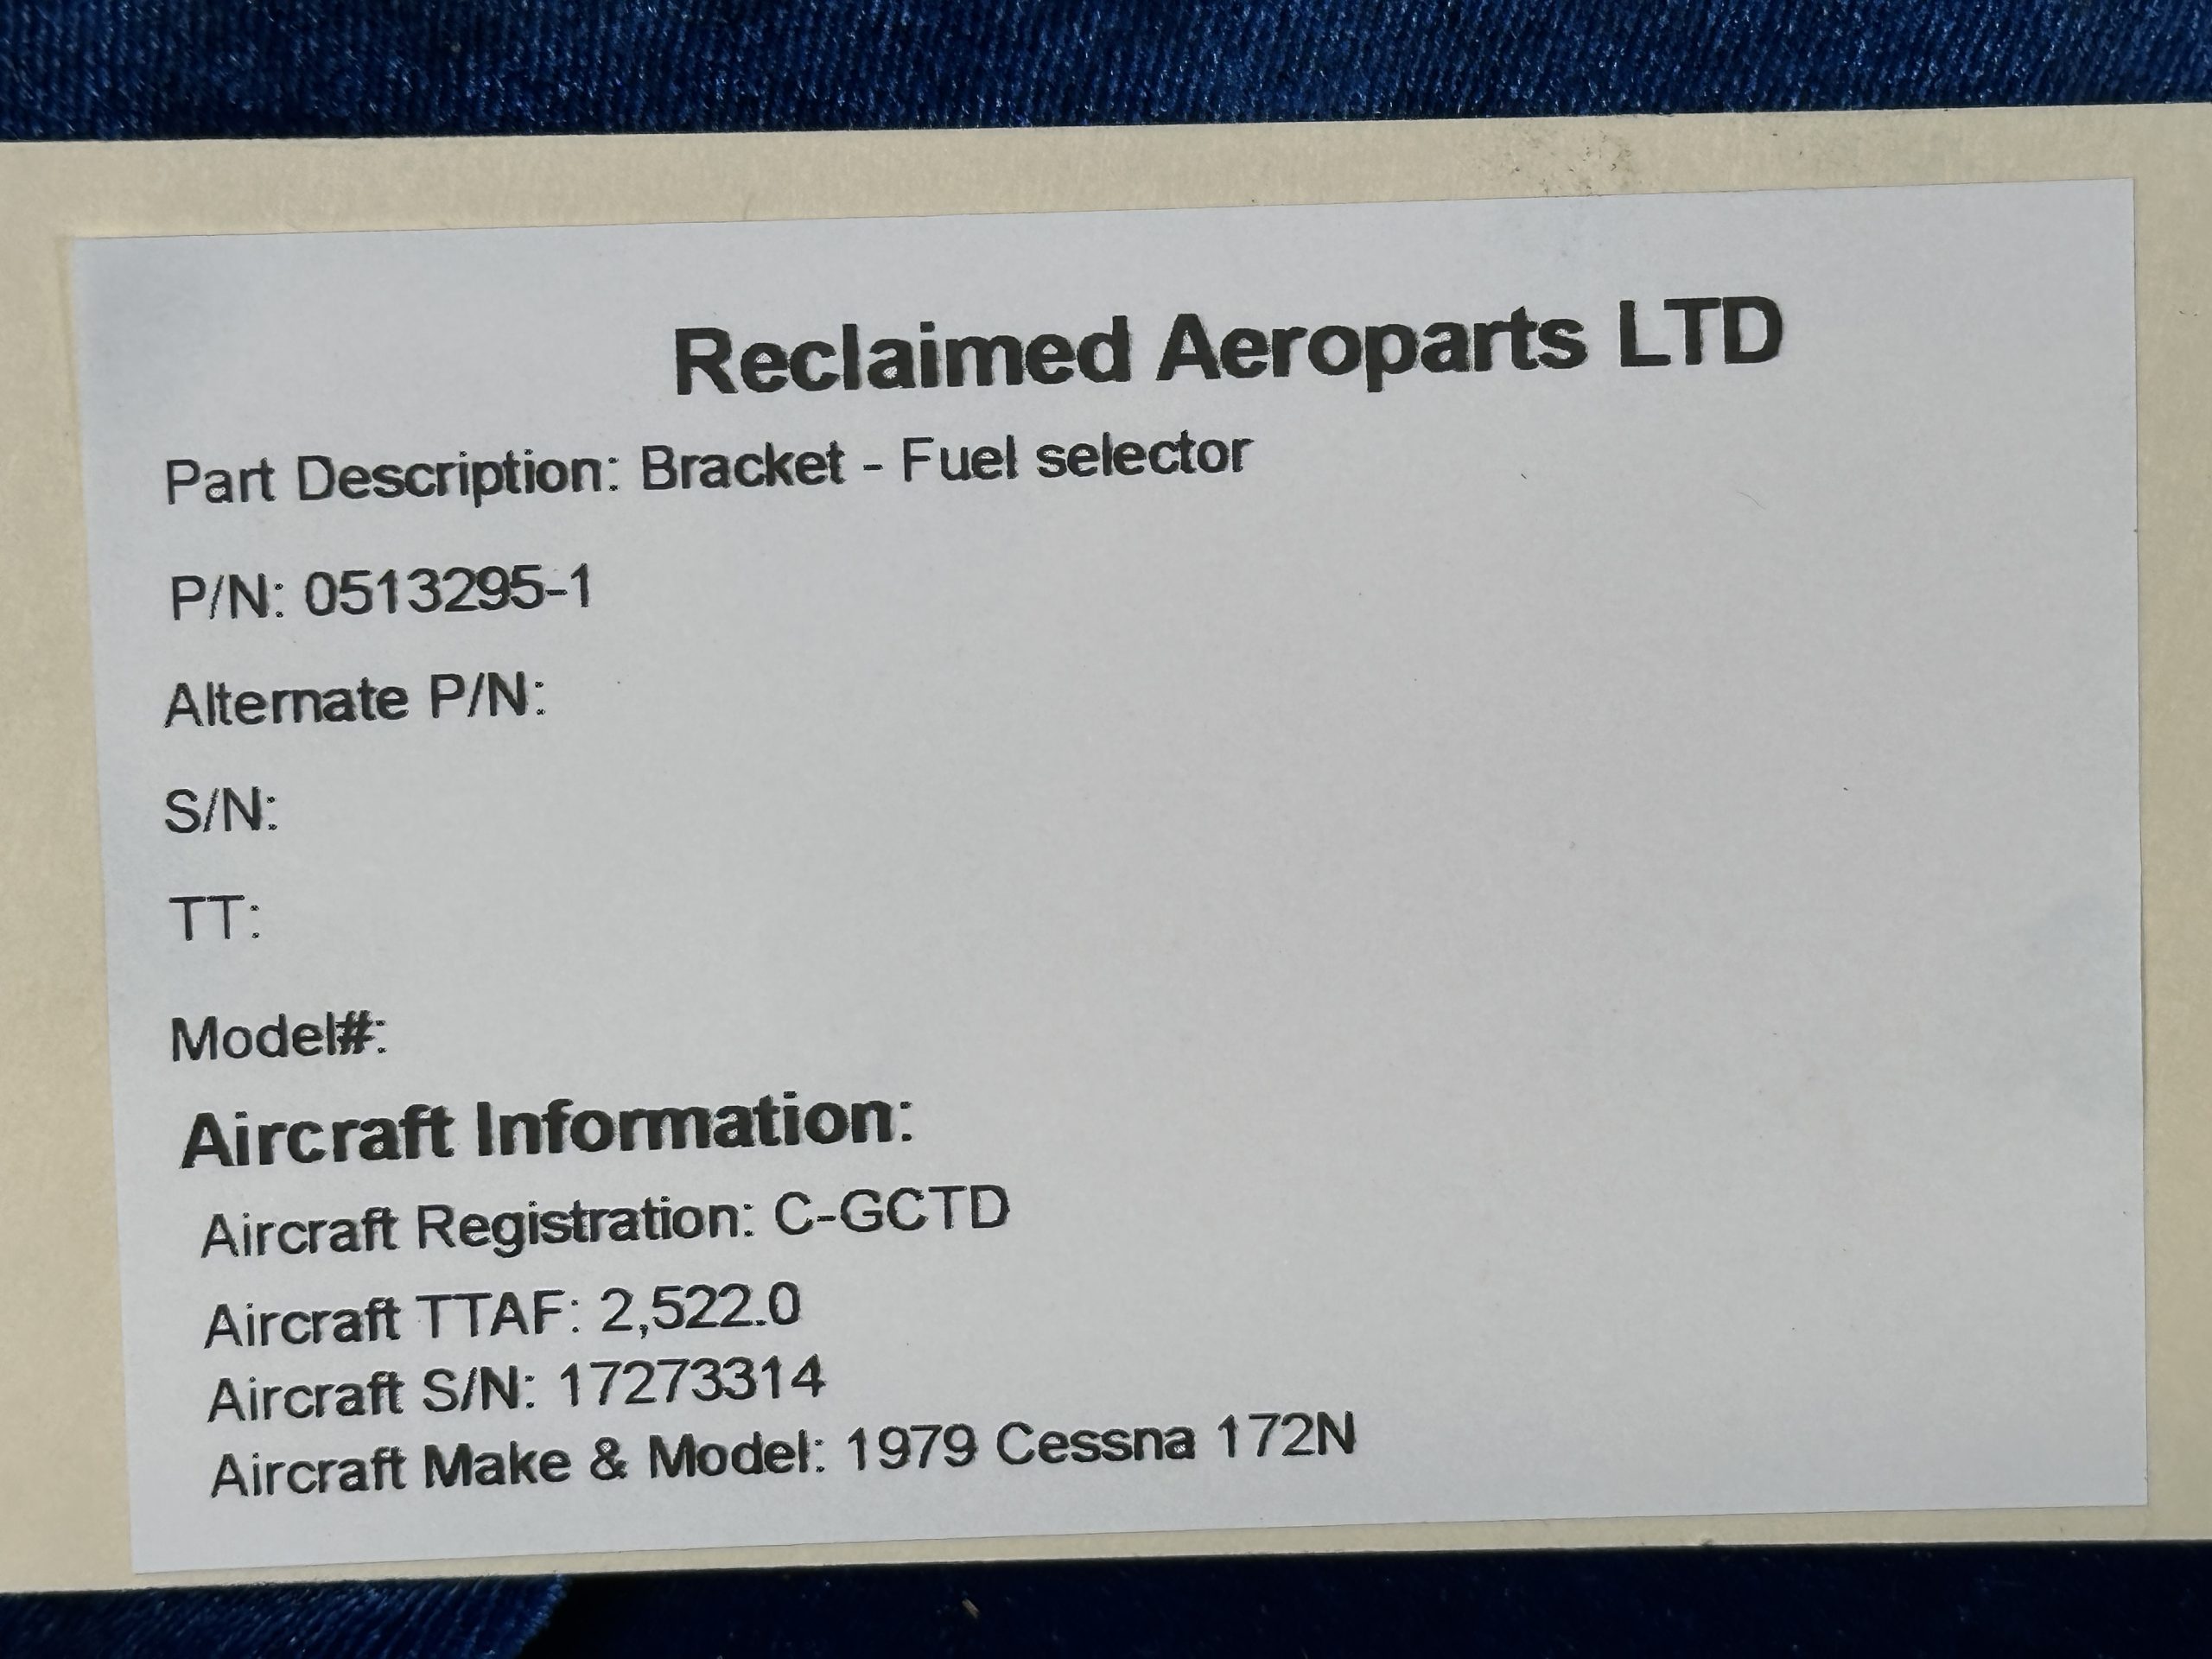 Reclaimed Aeroparts LTD
Part Description: Bracket - Fuel selector
P/N: 0513295-1
Alternate P/N:
S/N:
TT:
Model#:
Aircraft Information:
Aircraft Registration: C-GCTD
Aircraft TTAF: 2,522.0
Aircraft S/N: 17273314
Aircraft Make & Model: 1979 Cessna 172N